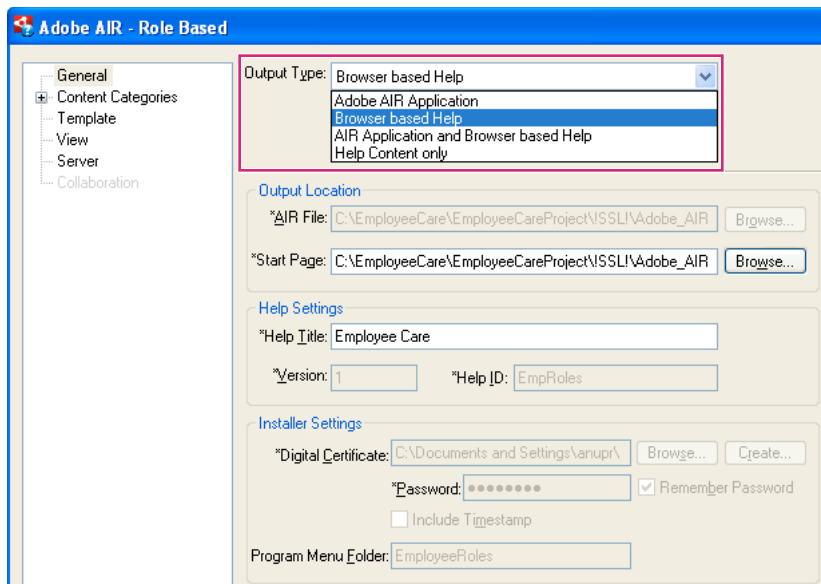 Adobe AIR - Role Based
General
Content Categories
Template
View
Server
Collaboration
Output Type: Browser based Help
Adobe AIR Application
Browser based Help
AIR Application and Browser based Help
Help Content only
Output Location
*AIR File: C:\EmployeeCare\EmployeeCareProject\!SSL!\Adobe_AIR Browse...
*Start Page: C:\EmployeeCare\EmployeeCareProject\!SSL!\Adobe_AIR Browse...
Help Settings
*Help Title: Employee Care
*Version: 1 *Help ID: EmpRoles
Installer Settings
*Digital Certificate: C:\Documents and Settings\anupr\ Browse... Create...
*Password: ●●●●●●●● Remember Password
Include Timestamp
Program Menu Folder: EmployeeRoles